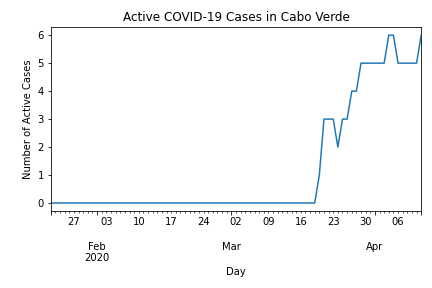 Active COVID-19 Cases in Cabo Verde
Number of Active Cases
6
5
4
3
2
1
0
27 03 10 17 24 02 09 16 23 30 06
Feb Mar Apr
2020
Day